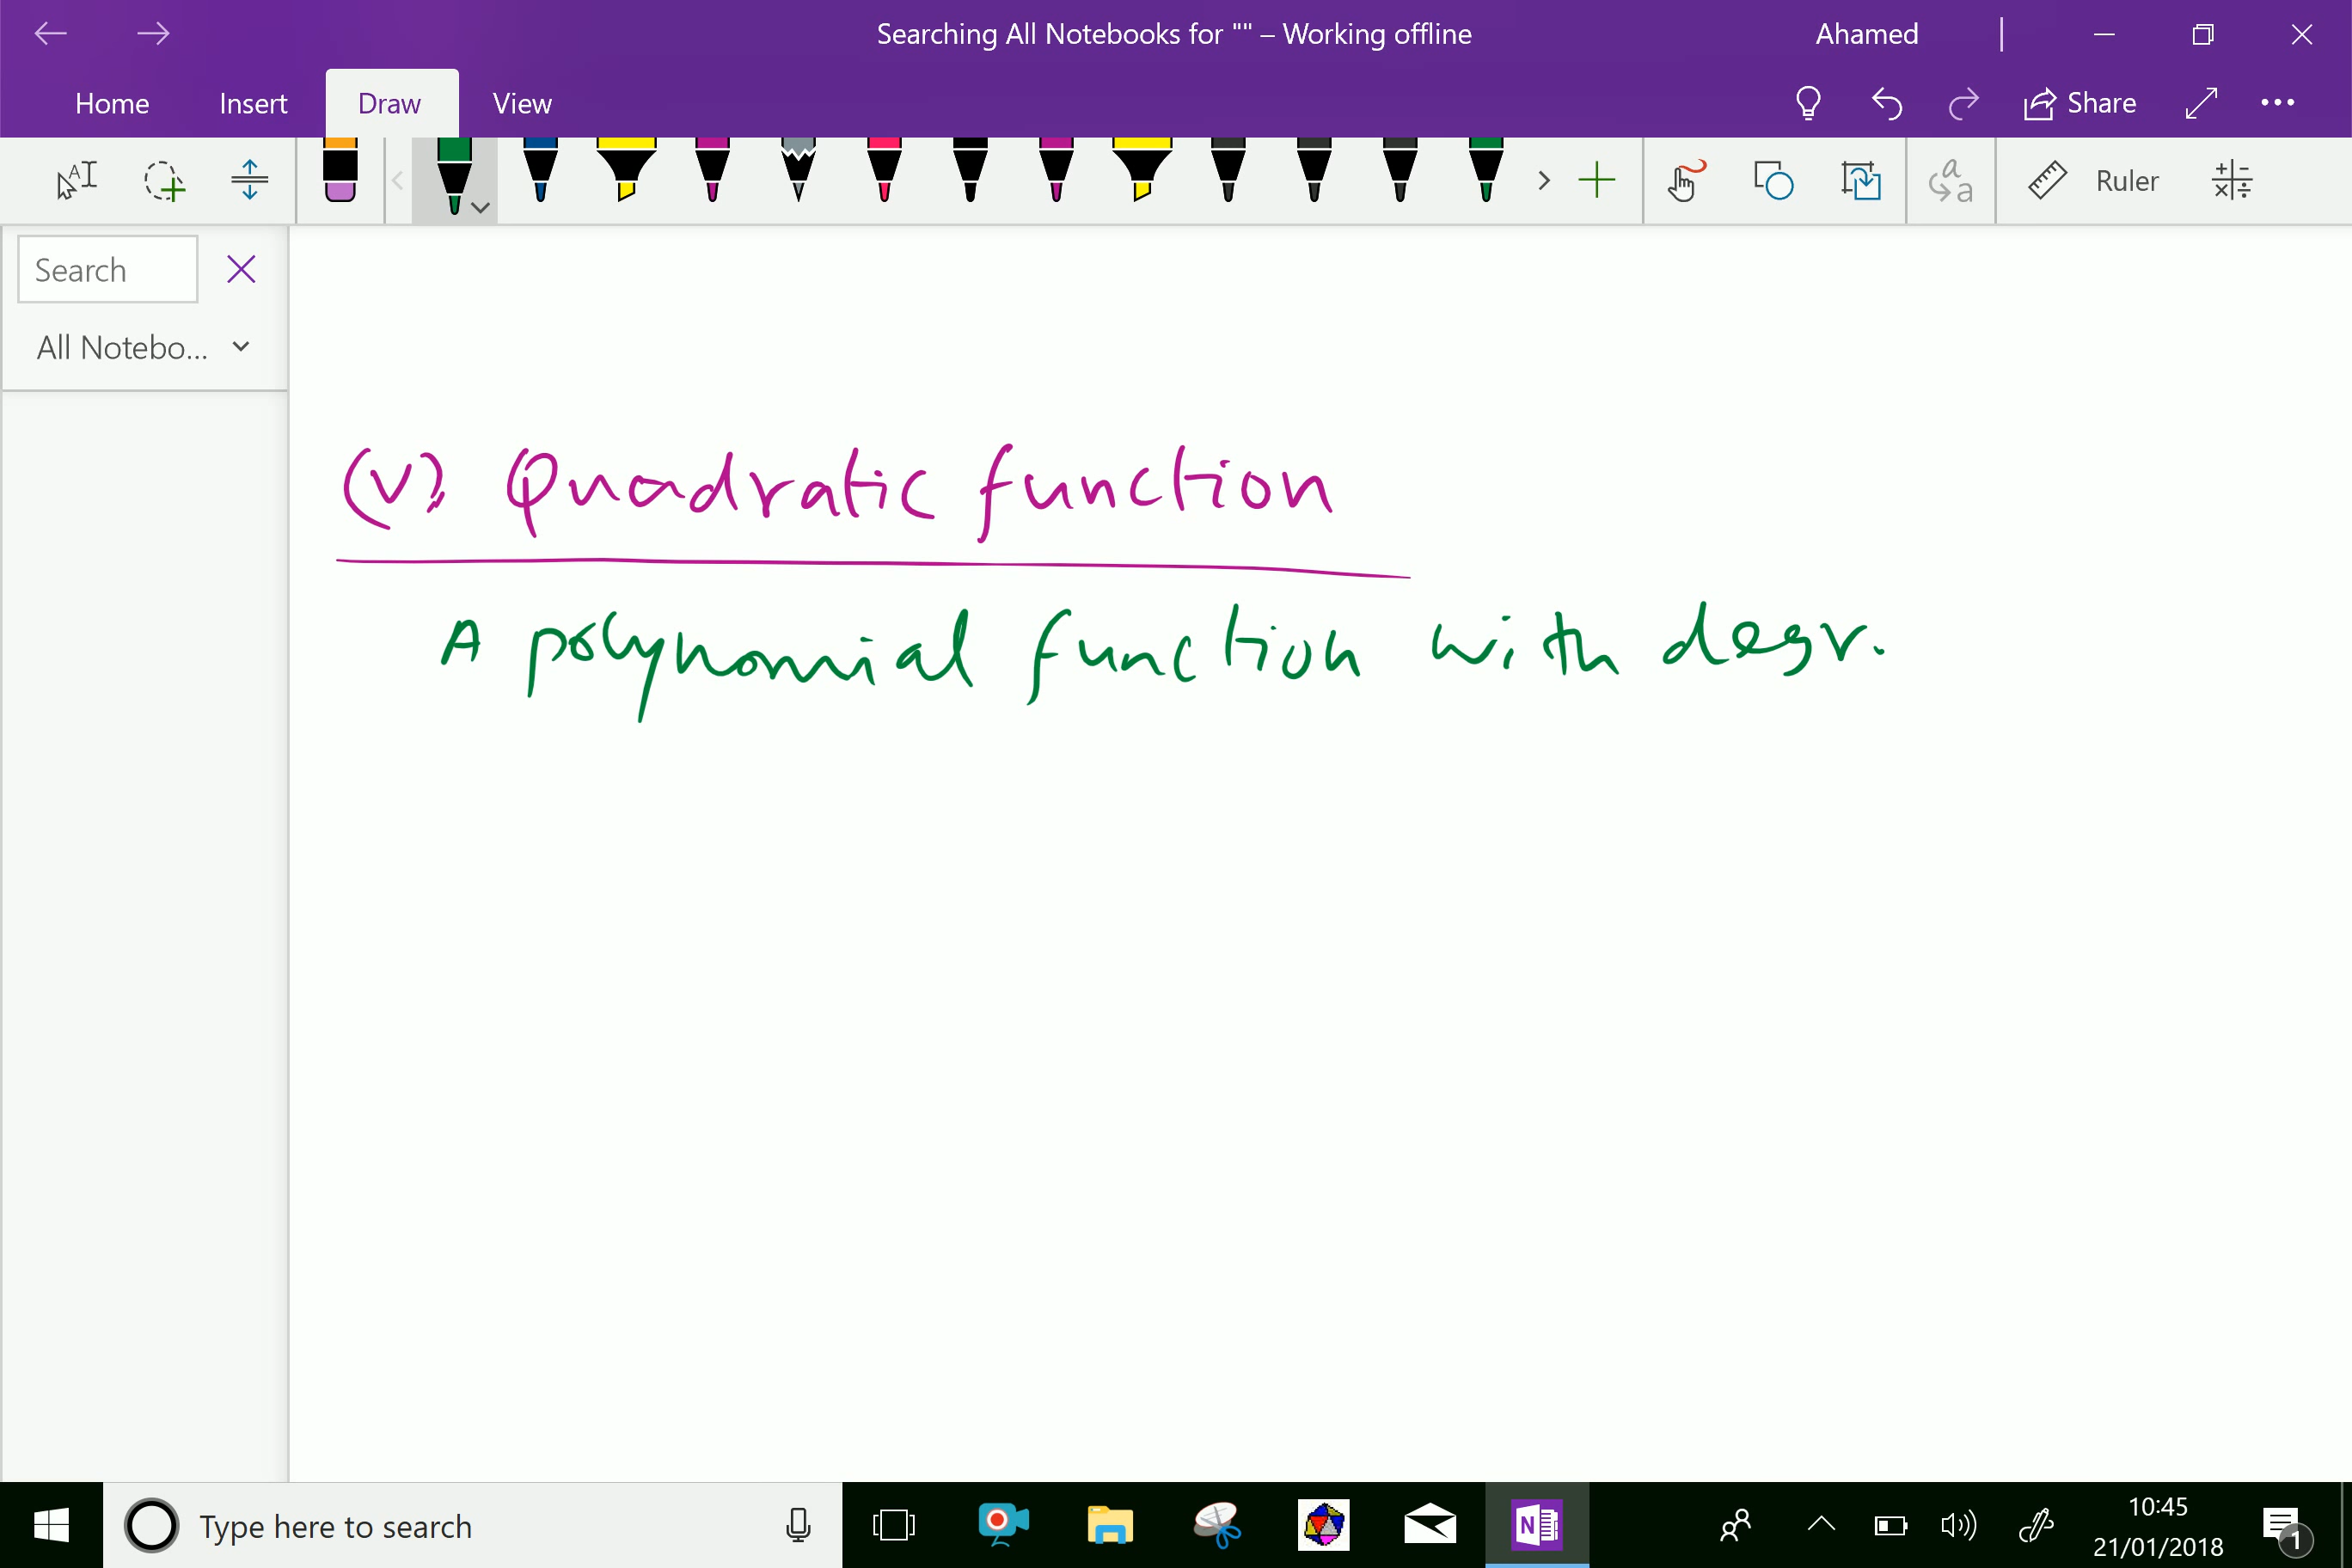 Searching All Notebooks for "" – Working offline
Ahamed
Home Insert Draw View
Share
Ruler
Search
All Notebo...
(v), Quadratic function
A polynomial function with degr.
Type here to search
N
10:45
21/01/2018
1